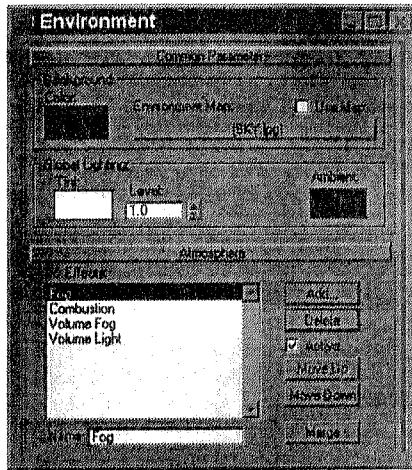 Environment
Common Parameters
Background:
Color:
Environment Map:
Use Map
(SKY.jpg)
Global Lighting:
Tint:
Level:
1.0
Ambient:
Atmosphere
Effects:
Fog
Combustion
Volume Fog
Volume Light
Add...
Delete
Active
Move Up
Move Down
Name: Fog
Merge